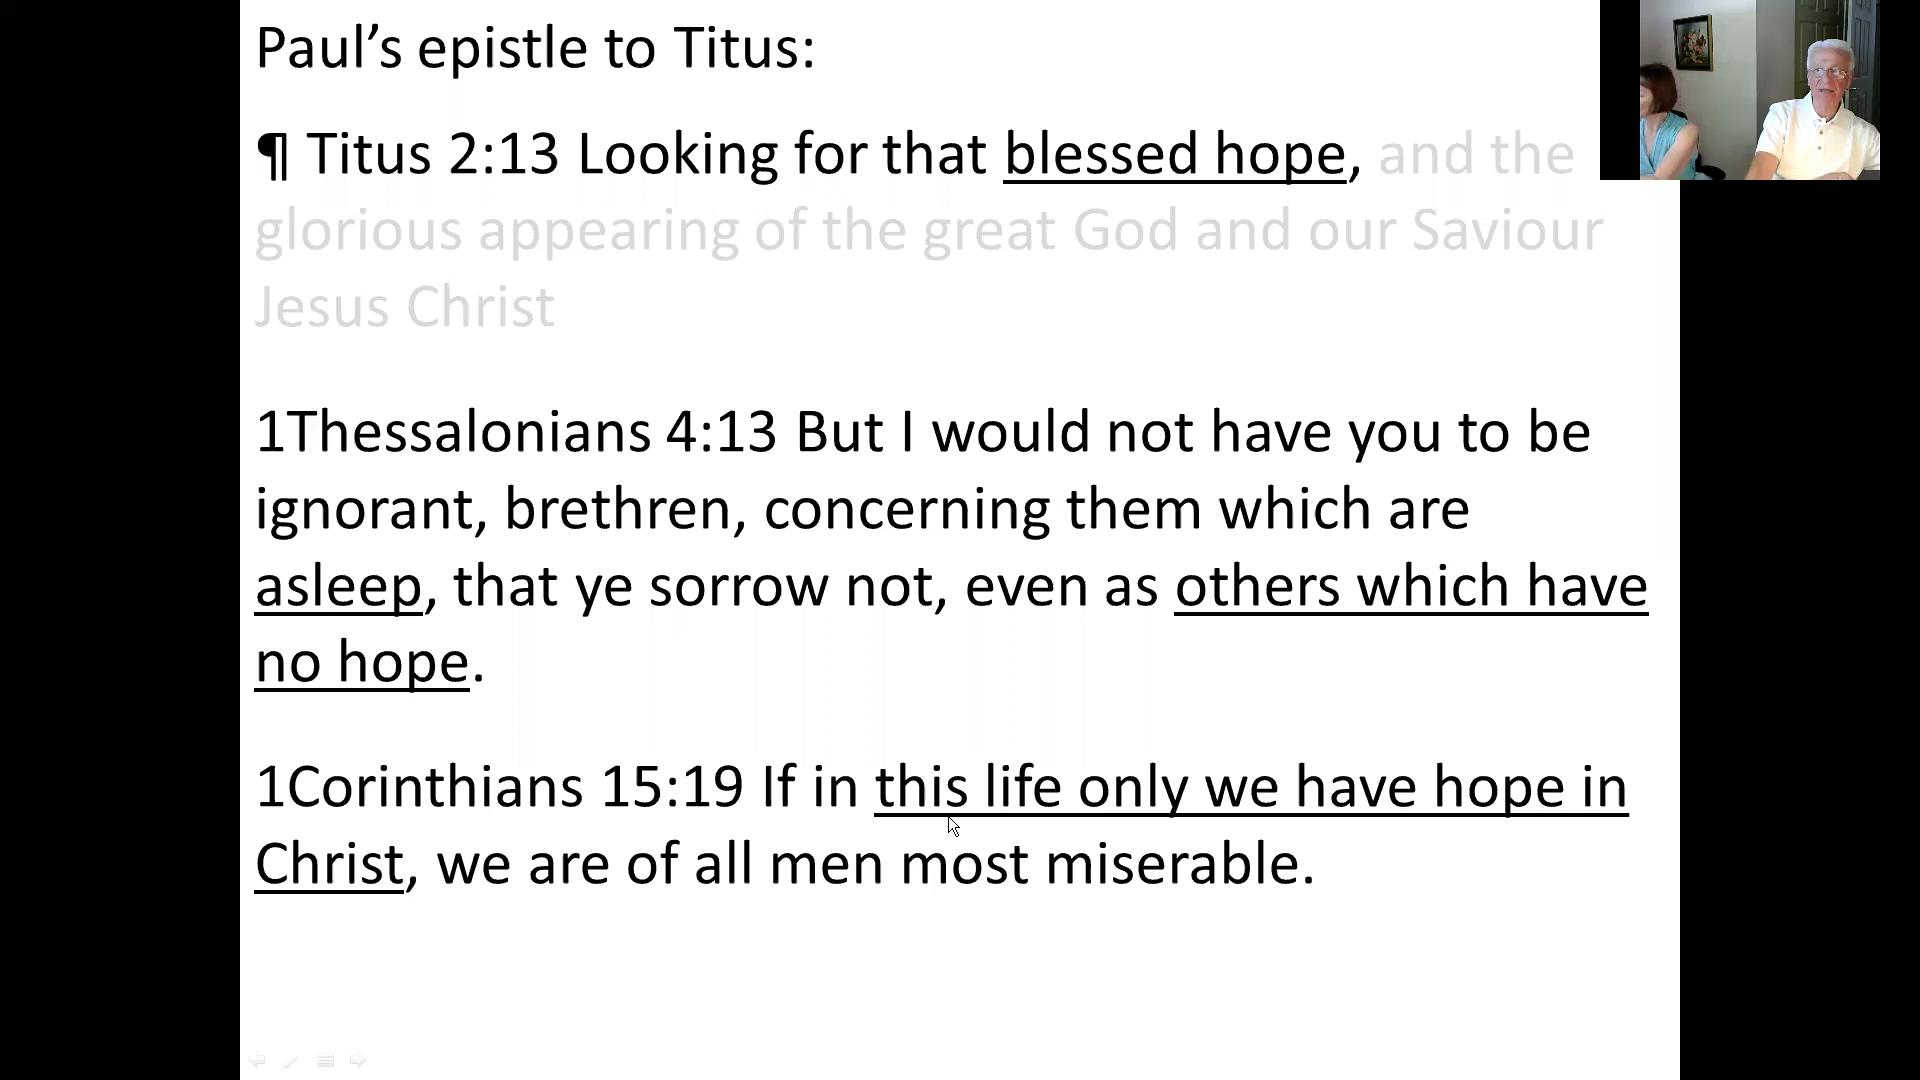 Paul’s epistle to Titus:
¶ Titus 2:13 Looking for that blessed hope, and the
glorious appearing of the great God and our Saviour
Jesus Christ
1Thessalonians 4:13 But I would not have you to be
ignorant, brethren, concerning them which are
asleep, that ye sorrow not, even as others which have
no hope.
1Corinthians 15:19 If in this life only we have hope in
Christ, we are of all men most miserable.